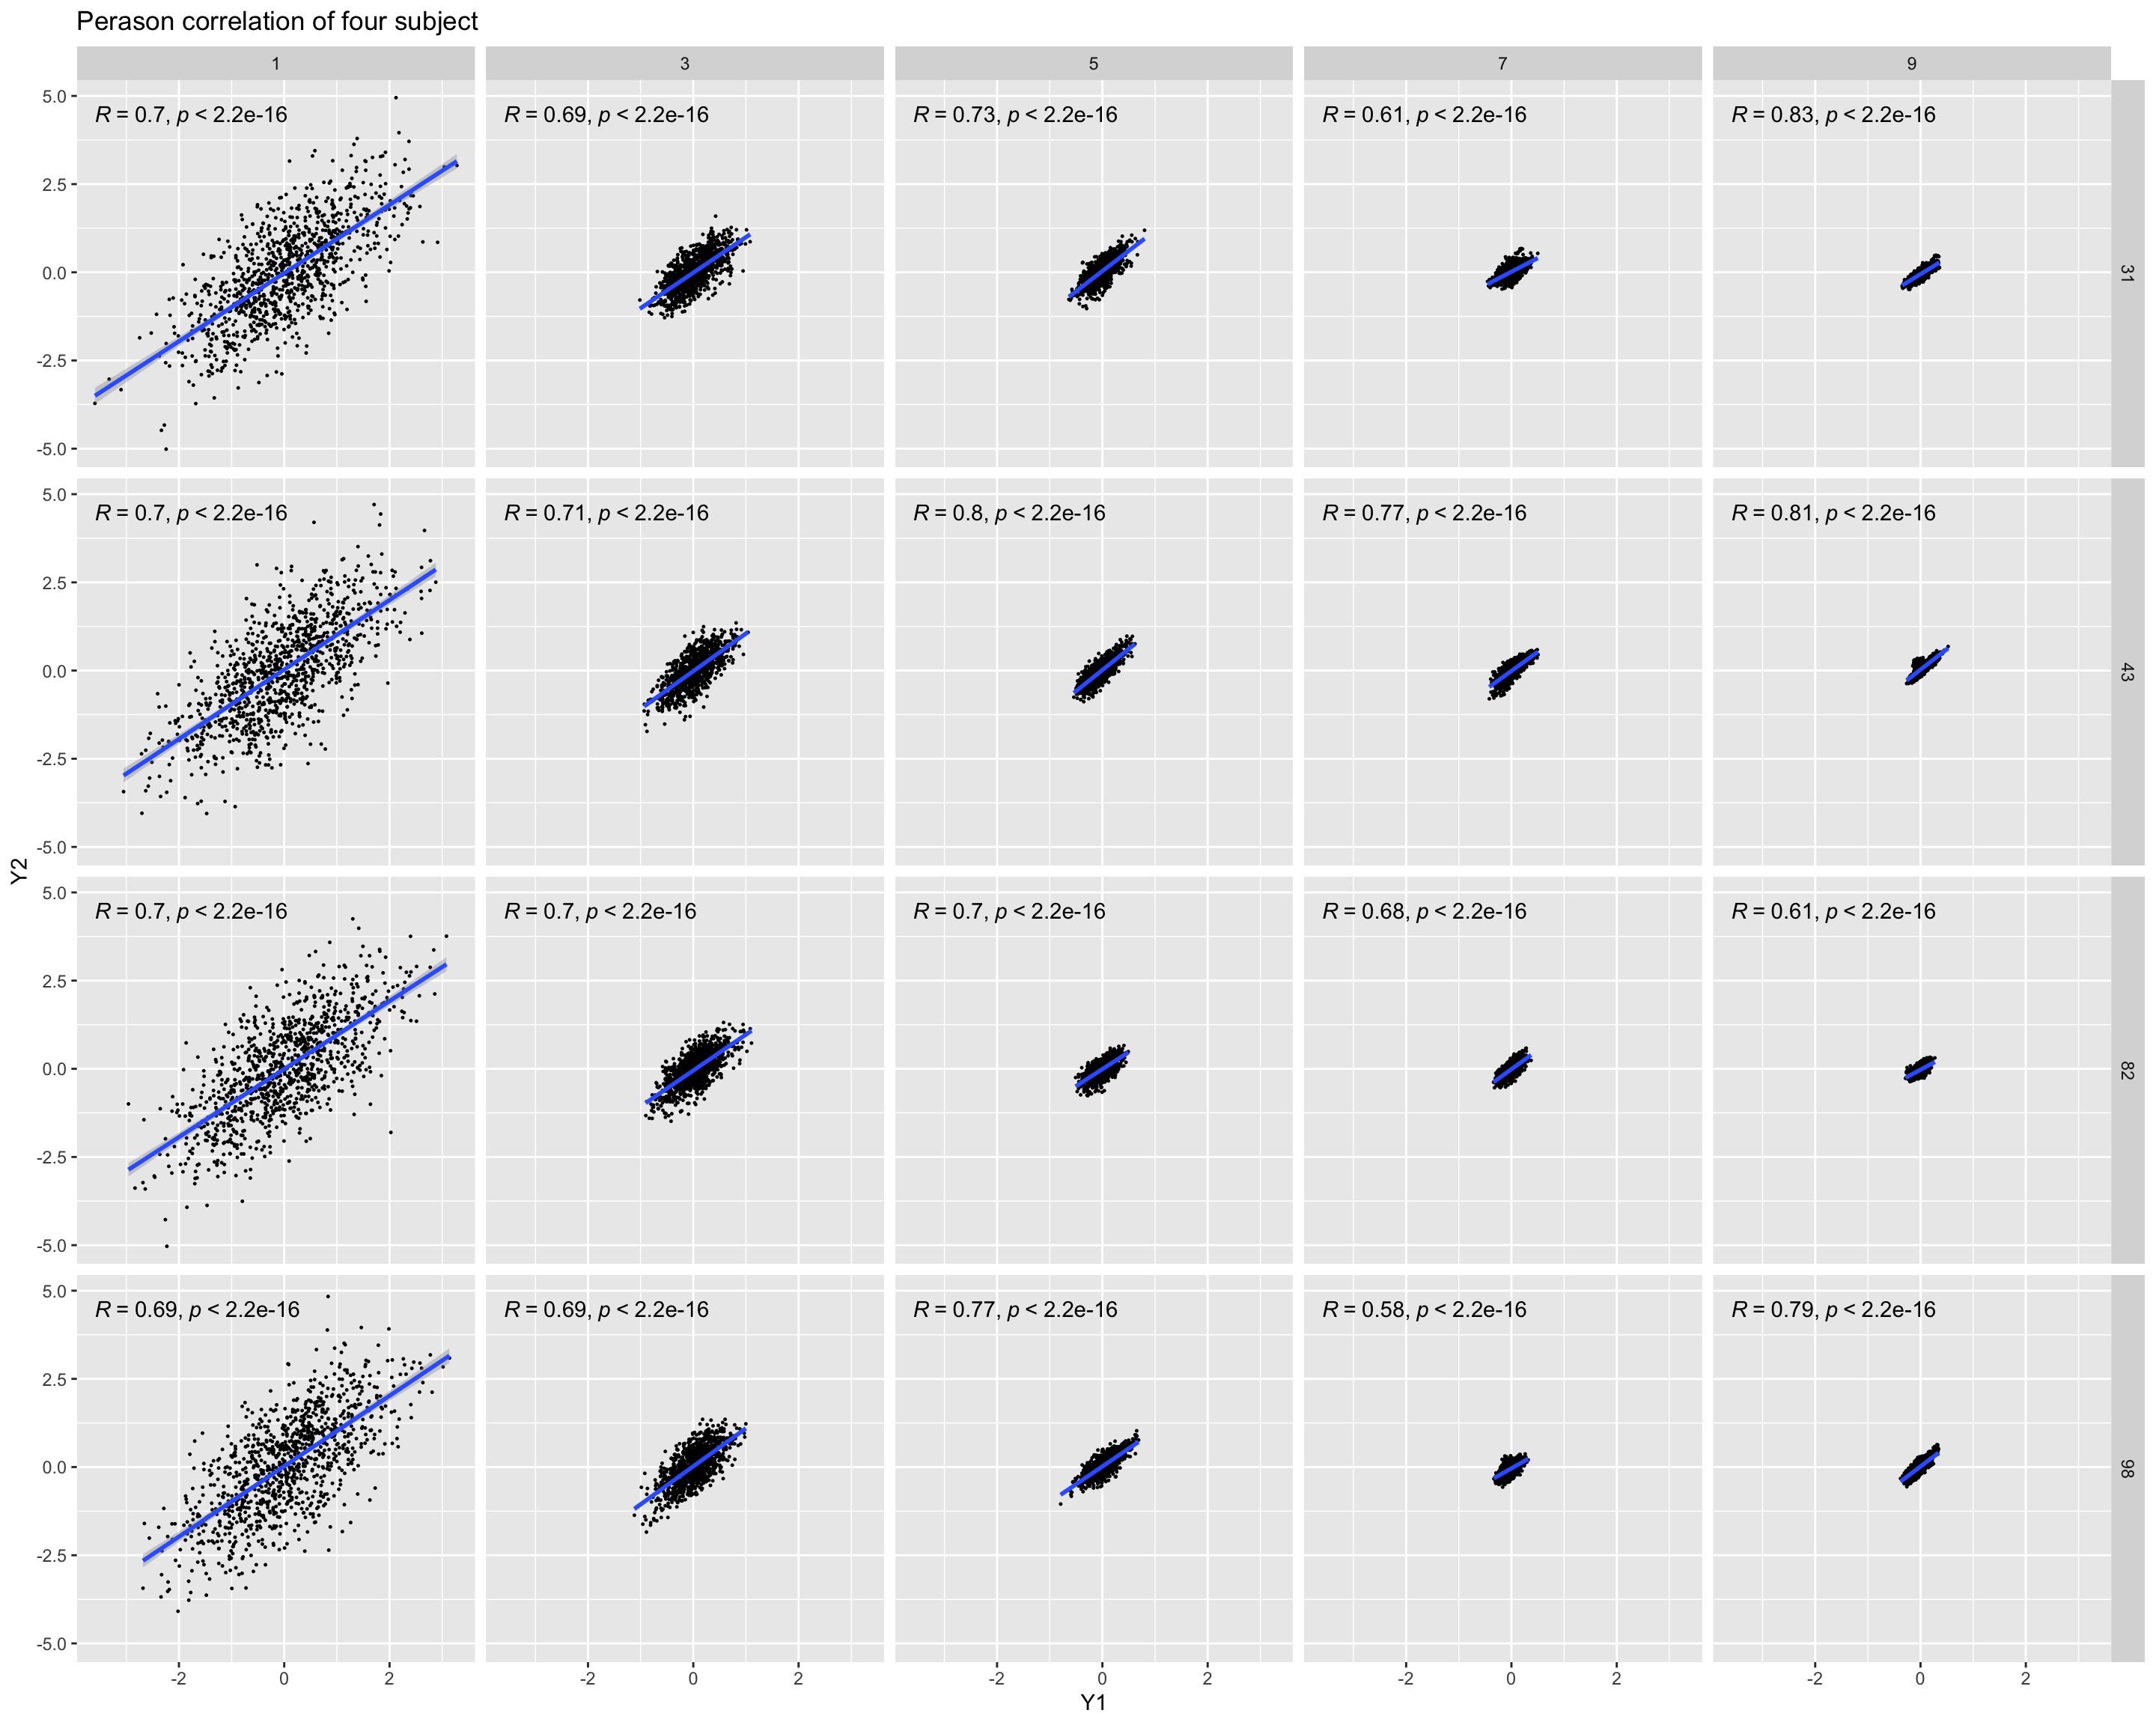 Perason correlation of four subject
1 3 5 7 9
5.0
R = 0.7, p < 2.2e-16 R = 0.69, p < 2.2e-16 R = 0.73, p < 2.2e-16 R = 0.61, p < 2.2e-16 R = 0.83, p < 2.2e-16
2.5
0.0 31
-2.5
-5.0
5.0
R = 0.7, p < 2.2e-16 R = 0.71, p < 2.2e-16 R = 0.8, p < 2.2e-16 R = 0.77, p < 2.2e-16 R = 0.81, p < 2.2e-16
2.5
0.0 43
-2.5
-5.0
Y2
5.0
R = 0.7, p < 2.2e-16 R = 0.7, p < 2.2e-16 R = 0.7, p < 2.2e-16 R = 0.68, p < 2.2e-16 R = 0.61, p < 2.2e-16
2.5
0.0 82
-2.5
-5.0
5.0
R = 0.69, p < 2.2e-16 R = 0.69, p < 2.2e-16 R = 0.77, p < 2.2e-16 R = 0.58, p < 2.2e-16 R = 0.79, p < 2.2e-16
2.5
0.0 98
-2.5
-5.0
-2 0 2 -2 0 2 -2 0 2 -2 0 2 -2 0 2
Y1